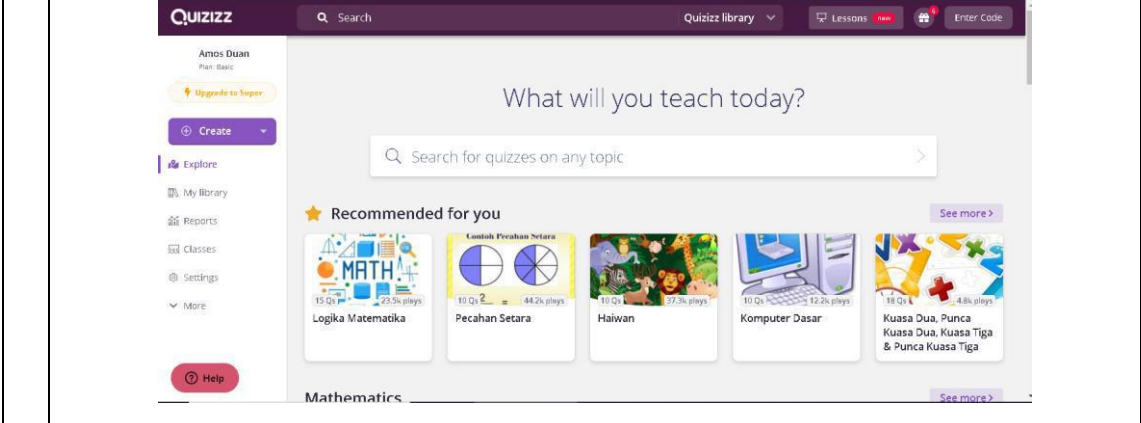 Quizizz
Search
Quizizz library
Lessons new
4
Enter Code
Amos Duan
Plan: Basic
Upgrade to Super
Create
Explore
My library
Reports
Classes
Settings
More
Help
What will you teach today?
Search for quizzes on any topic
Recommended for you
See more >
MATH
15 Qs
23.5k plays
Logika Matematika
Contoh Pecahan Setara
2 =
10 Qs
44.2k plays
Pecahan Setara
10 Qs
37.3k plays
Haiwan
10 Qs
12.2k plays
Komputer Dasar
18 Qs
4.8k plays
Kuasa Dua, Punca
Kuasa Dua, Kuasa Tiga
& Punca Kuasa Tiga
Mathematics
See more >